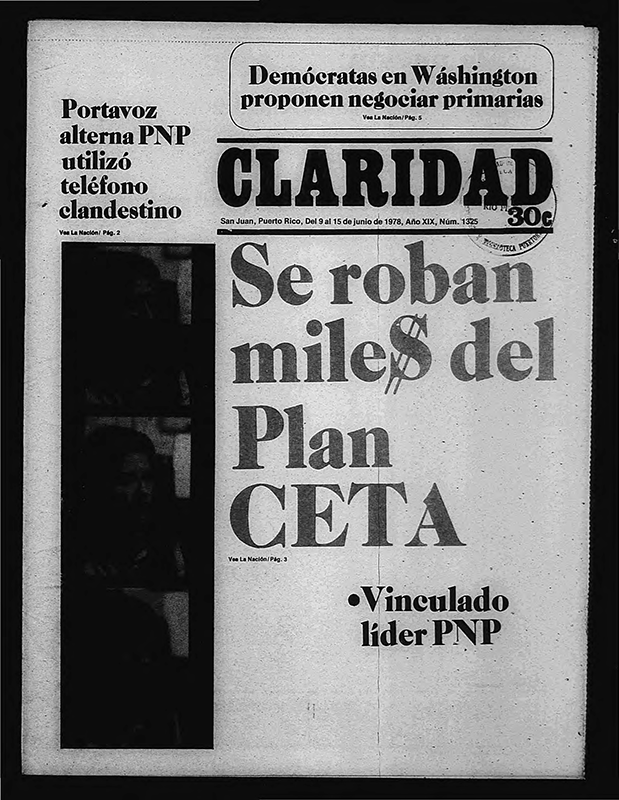 Demócratas en Wáshington
proponen negociar primarias
Vea La Nación/Pág. 5
Portavoz
alterna PNP
utilizó
teléfono
clandestino
Vea La Nación/ Pág. 2
CLARIDAD
San Juan, Puerto Rico, Del 9 al 15 de junio de 1978, Año XIX, Núm. 1325
30¢
Se roban
mile$ del
Plan
CETA
Vea La Nación/Pág. 3
•Vinculado
líder PNP